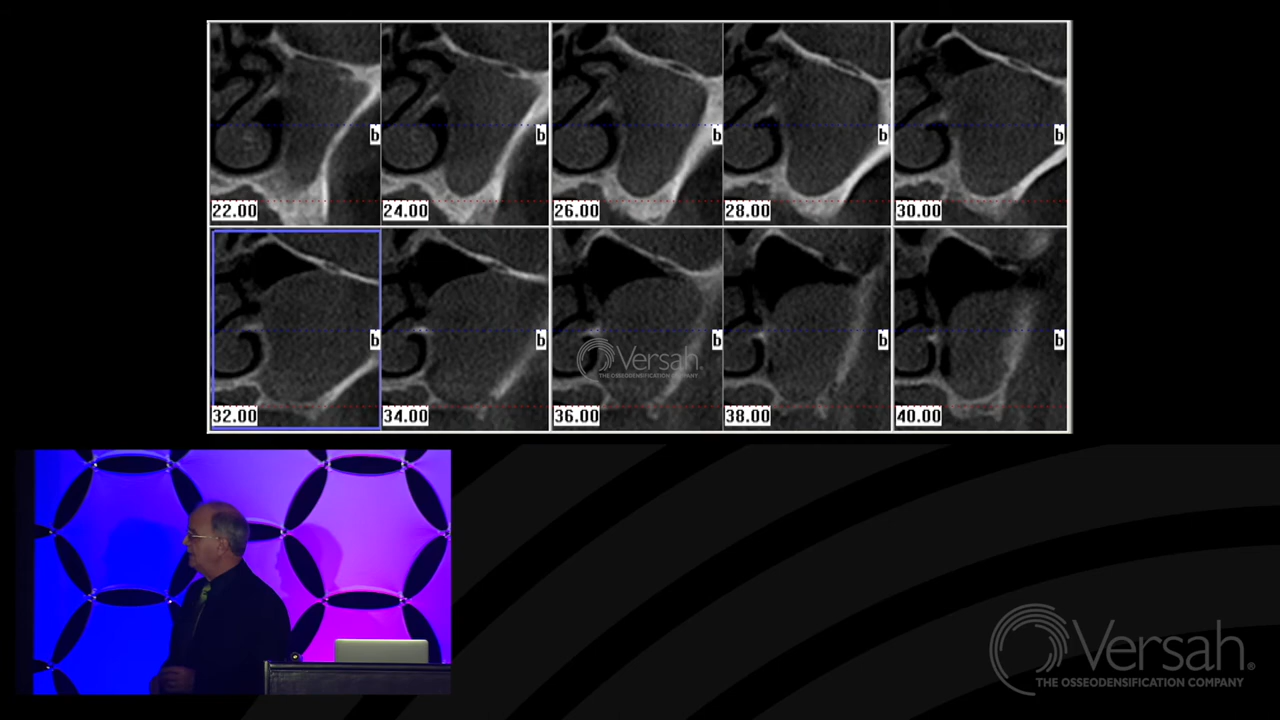 b
b
b
b
b
22.00
24.00
26.00
28.00
30.00
b
b
b
b
b
Versah.
THE OSSEODENSIFICATION COMPANY
32.00
34.00
36.00
38.00
40.00
Versah®
THE OSSEODENSIFICATION COMPANY